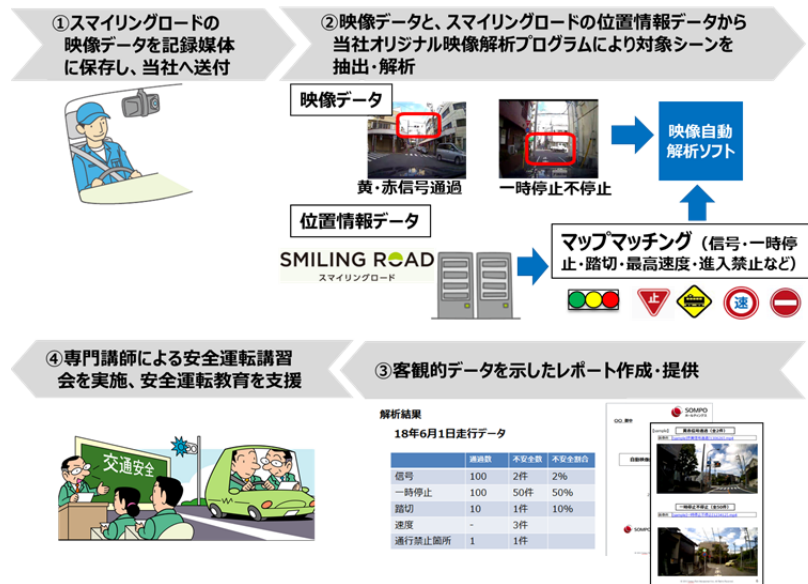 ①スマイリングロードの
映像データを記録媒体
に保存し、当社へ送付
②映像データと、スマイリングロードの位置情報データから
当社オリジナル映像解析プログラムにより対象シーンを
抽出・解析
映像データ
黄・赤信号通過
一時停止不停止
映像自動
解析ソフト
位置情報データ
SMILING ROAD
スマイリングロード
マップマッチング（信号・一時停
止・踏切・最高速度・進入禁止など）
止
速
④専門講師による安全運転講習
会を実施、安全運転教育を支援
交通安全
③客観的データを示したレポート作成・提供
解析結果
18年6月1日走行データ
通過数 不安全数 不安全割合
信号 100 2件 2%
一時停止 100 50件 50%
踏切 10 1件 10%
速度 - 3件
通行禁止箇所 1 1件
SOMPO